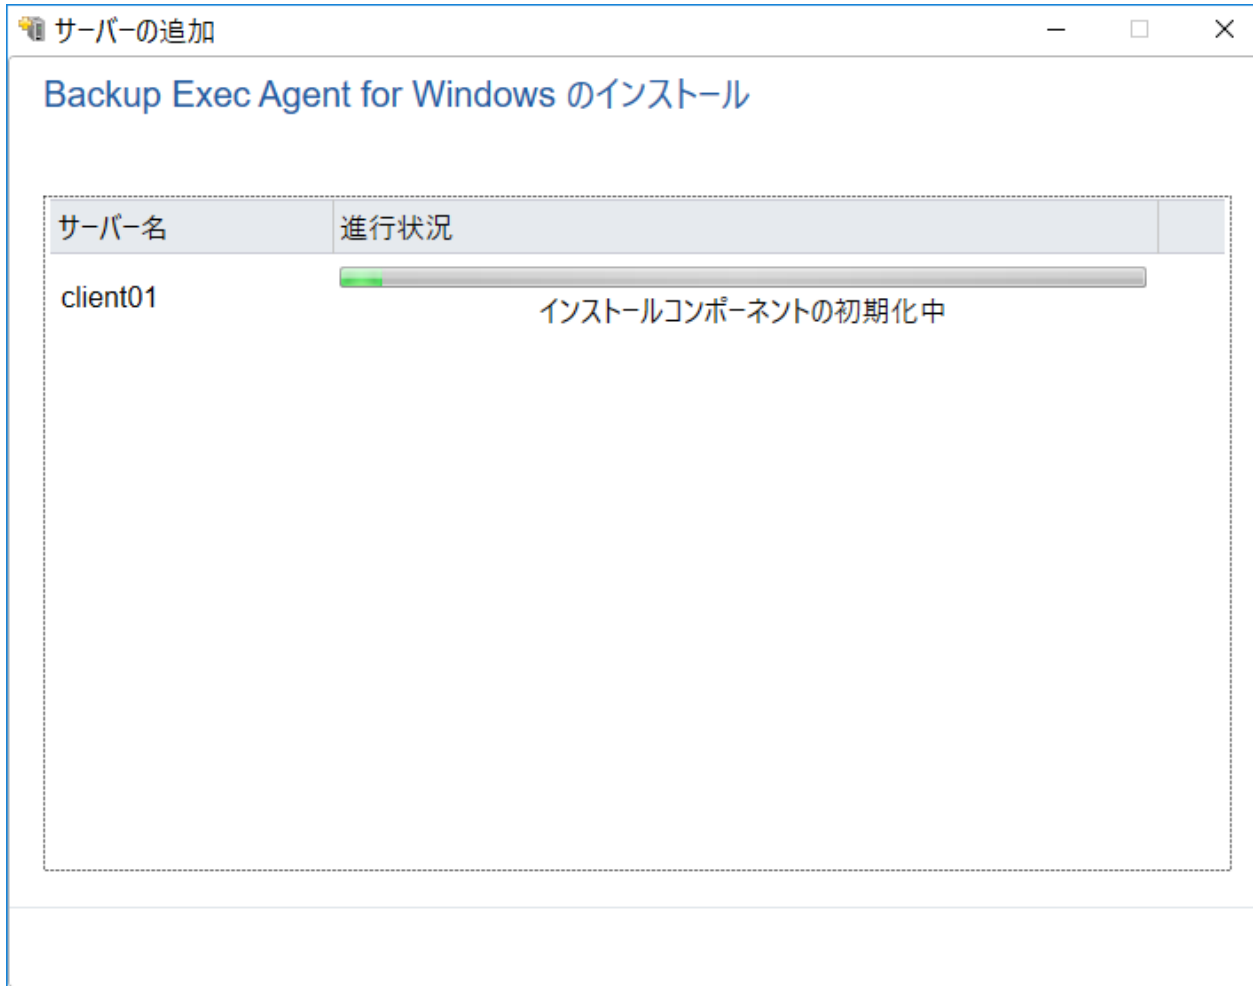 サーバーの追加
Backup Exec Agent for Windows のインストール
サーバー名 進行状況
client01
インストールコンポーネントの初期化中